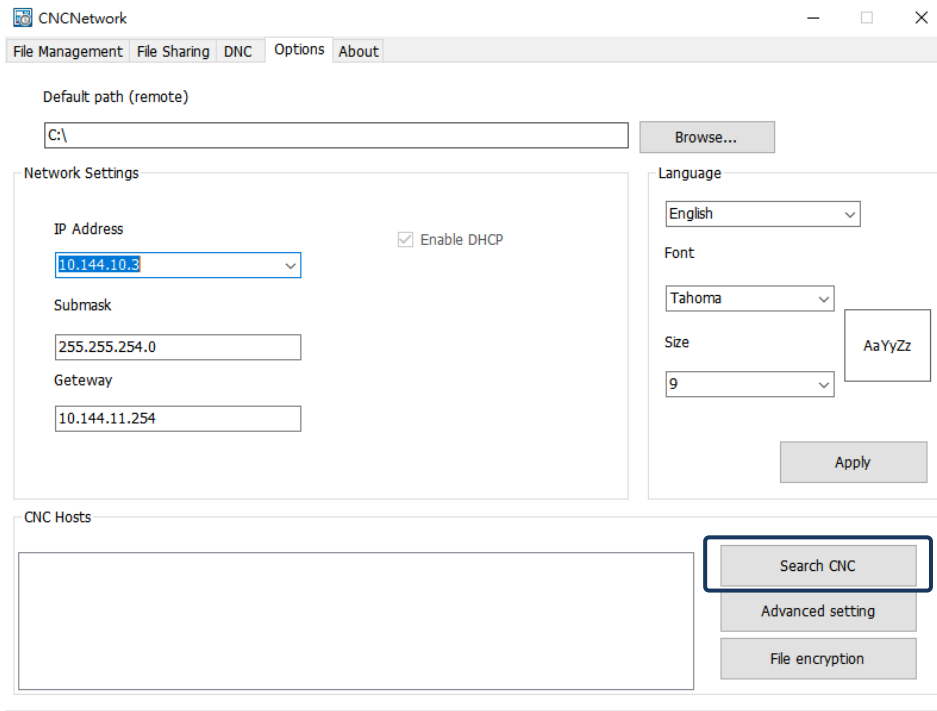 CNCNetwork
File Management File Sharing DNC Options About
Default path (remote)
C:\
Browse...
Network Settings
IP Address
10.144.10.3
Enable DHCP
Submask
255.255.254.0
Geteway
10.144.11.254
Language
English
Font
Tahoma
Size
AaYyZz
9
Apply
CNC Hosts
Search CNC
Advanced setting
File encryption